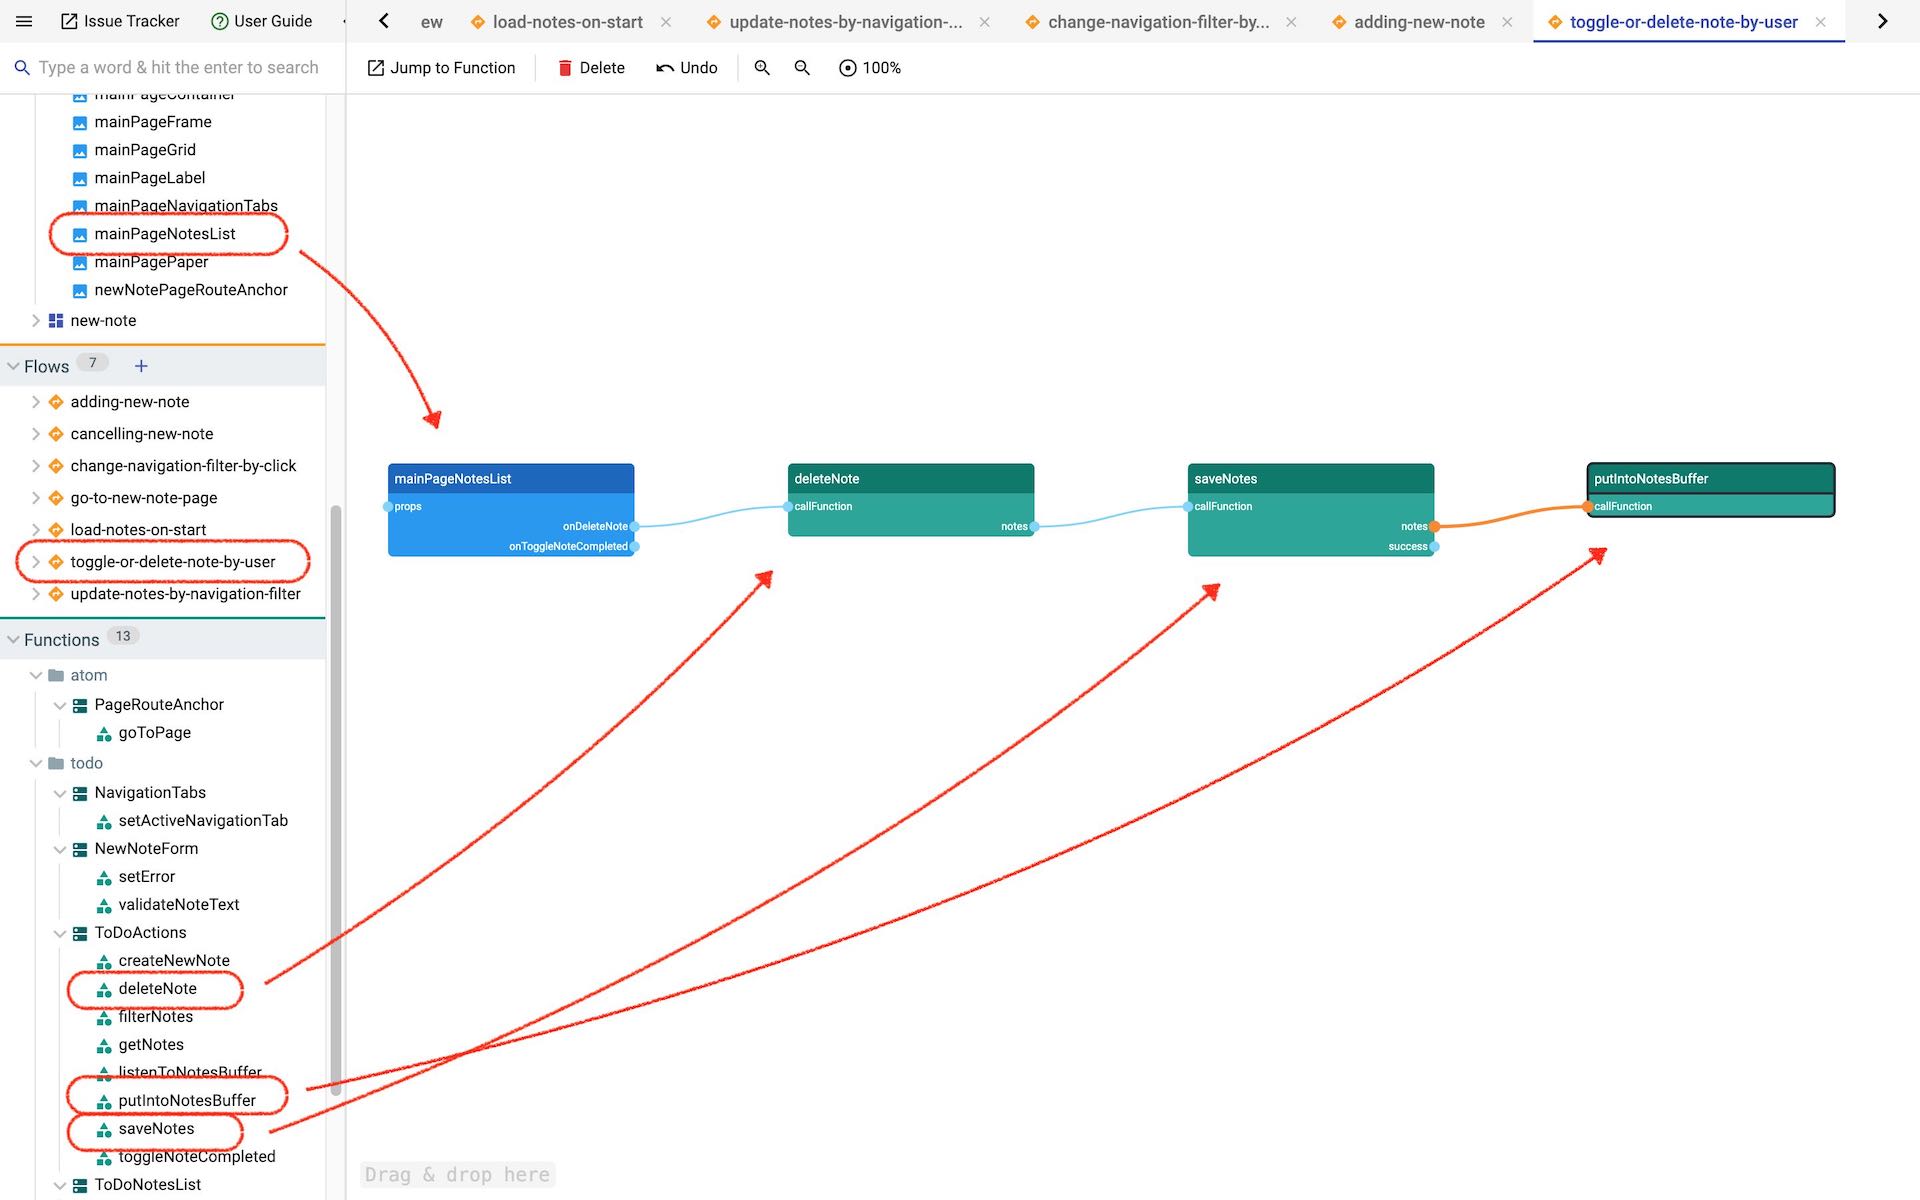 Issue Tracker
User Guide
ew
load-notes-on-start
update-notes-by-navigation-...
change-navigation-filter-by...
adding-new-note
toggle-or-delete-note-by-user
Type a word & hit the enter to search
Jump to Function
Delete
Undo
100%
mainPageContainer
mainPageFrame
mainPageGrid
mainPageLabel
mainPageNavigationTabs
mainPageNotesList
mainPagePaper
newNotePageRouteAnchor
new-note
Flows 7 +
adding-new-note
cancelling-new-note
change-navigation-filter-by-click
go-to-new-note-page
load-notes-on-start
toggle-or-delete-note-by-user
update-notes-by-navigation-filter
Functions 13
atom
PageRouteAnchor
goToPage
todo
NavigationTabs
setActiveNavigationTab
NewNoteForm
setError
validateNoteText
ToDoActions
createNewNote
deleteNote
filterNotes
getNotes
listenToNotesBuffer
putIntoNotesBuffer
saveNotes
toggleNoteCompleted
ToDoNotesList
mainPageNotesList
props
onDeleteNote
onToggleNoteCompleted
deleteNote
callFunction
notes
saveNotes
callFunction
notes
success
putIntoNotesBuffer
callFunction
Drag & drop here